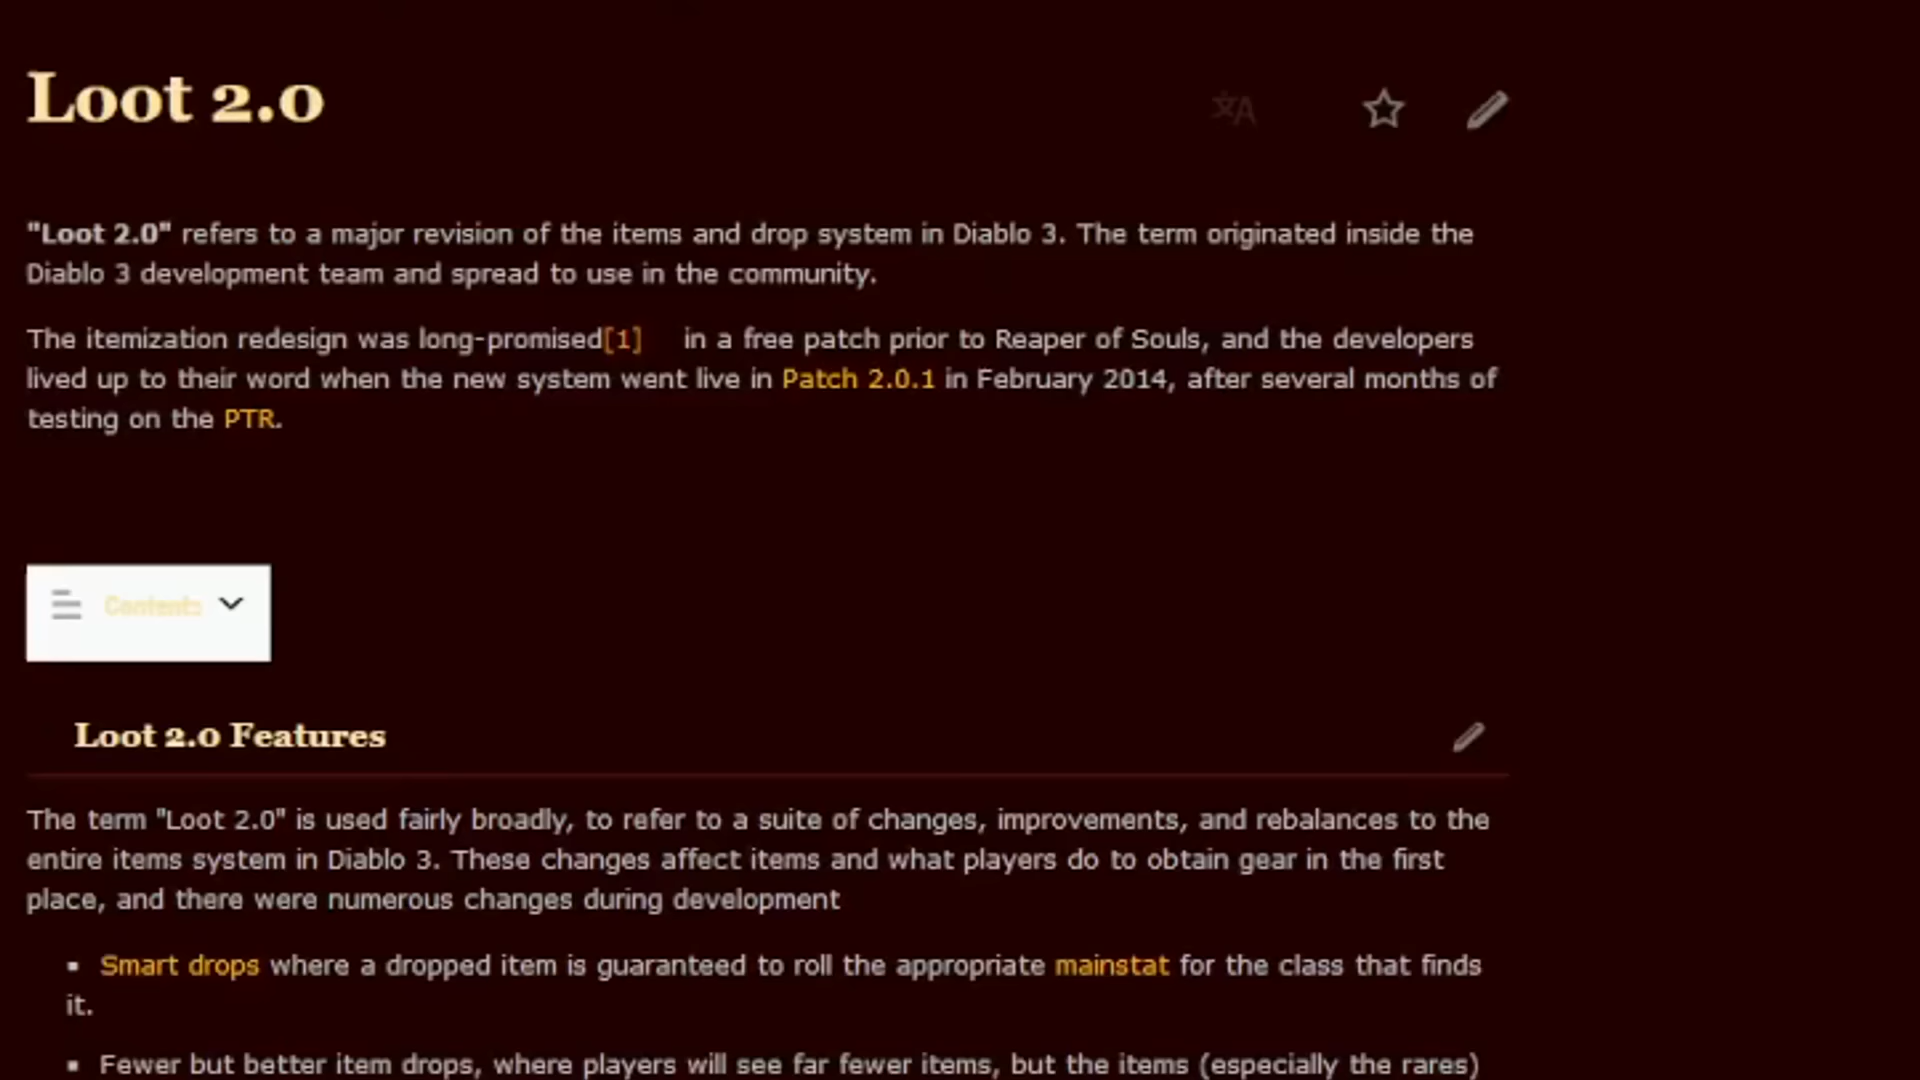 Loot 2.0
"Loot 2.0" refers to a major revision of the items and drop system in Diablo 3. The term originated inside the
Diablo 3 development team and spread to use in the community.
The itemization redesign was long-promised[1] in a free patch prior to Reaper of Souls, and the developers
lived up to their word when the new system went live in Patch 2.0.1 in February 2014, after several months of
testing on the PTR.
Contents
Loot 2.0 Features
The term "Loot 2.0" is used fairly broadly, to refer to a suite of changes, improvements, and rebalances to the
entire items system in Diablo 3. These changes affect items and what players do to obtain gear in the first
place, and there were numerous changes during development
▪ Smart drops where a dropped item is guaranteed to roll the appropriate mainstat for the class that finds
it.
▪ Fewer but better item drops, where players will see far fewer items, but the items (especially the rares)